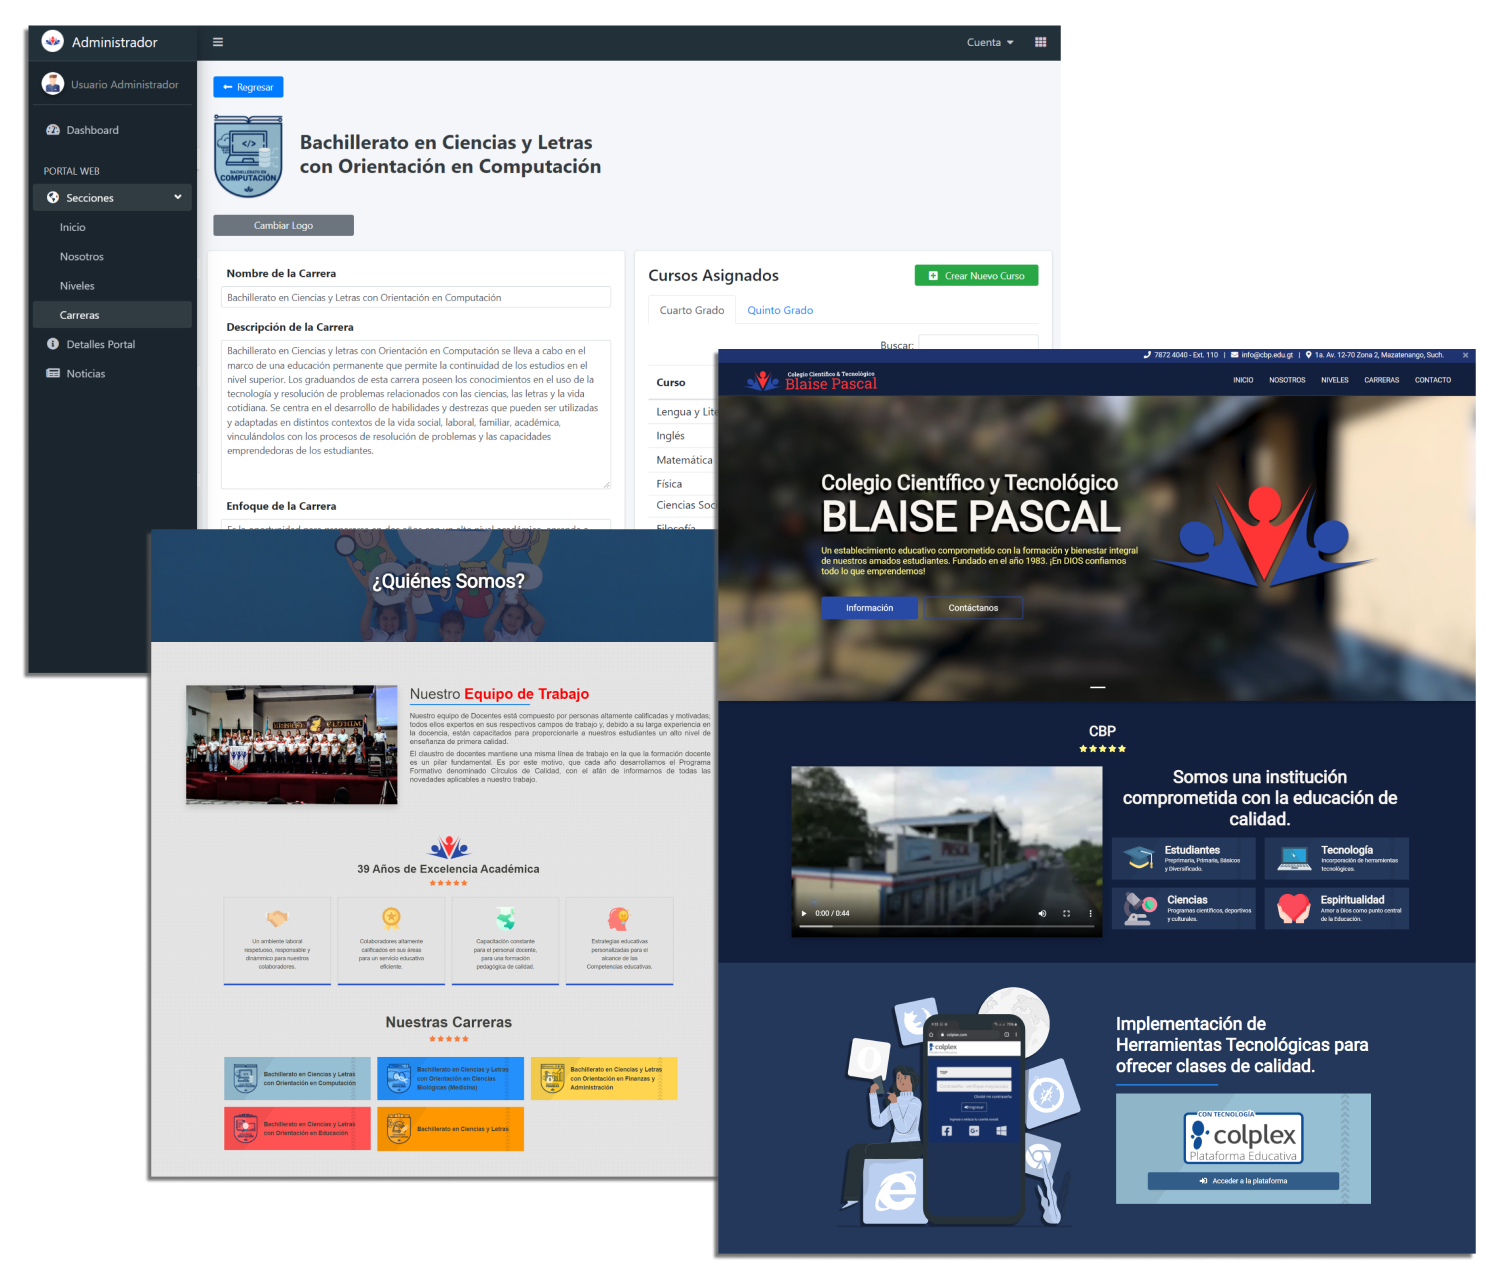 Administrador
Cuenta
Usuario Administrador
Regresar
Dashboard
PORTAL WEB
Secciones
Inicio
Nosotros
Niveles
Carreras
Detalles Portal
Noticias
BACHILLERATO EN
COMPUTACIÓN
Bachillerato en Ciencias y Letras
con Orientación en Computación
Cambiar Logo
Nombre de la Carrera
Bachillerato en Ciencias y Letras con Orientación en Computación
Descripción de la Carrera
Bachillerato en Ciencias y letras con Orientación en Computación se lleva a cabo en el
marco de una educación permanente que permite la continuidad de los estudios en el
nivel superior. Los graduandos de esta carrera poseen los conocimientos en el uso de la
tecnología y resolución de problemas relacionados con las ciencias, las letras y la vida
cotidiana. Se centra en el desarrollo de habilidades y destrezas que pueden ser utilizadas
y adaptadas en distintos contextos de la vida social, laboral, familiar, académica,
vinculándolos con los procesos de resolución de problemas y las capacidades
emprendedoras de los estudiantes.
Enfoque de la Carrera
Cursos Asignados
Crear Nuevo Curso
Cuarto Grado
Quinto Grado
Buscar:
Curso
Lengua y Lite
Inglés
Matemática
Física
Ciencias Soci
Filosofía
7872 4040 - Ext. 110 | info@cbp.edu.gt | 1a. Av. 12-70 Zona 2, Mazatenango, Such.
Colegio Científico & Tecnológico
Blaise Pascal
INICIO
NOSOTROS
NIVELES
CARRERAS
CONTACTO
Colegio Científico y Tecnológico
BLAISE PASCAL
Un establecimiento educativo comprometido con la formación y bienestar integral
de nuestros amados estudiantes. Fundado en el año 1983. ¡En DIOS confiamos
todo lo que emprendemos!
Información
Contáctanos
CBP
0:00 / 0:44
Somos una institución
comprometida con la educación de
calidad.
Estudiantes
Preprimaria, Primaria, Básicos
y Diversificado.
Tecnología
Incorporación de herramientas
tecnológicas.
Ciencias
Programas científicos, deportivos
y culturales.
Espiritualidad
Amor a Dios como punto central
de la Educación.
colplex
Implementación de
Herramientas Tecnológicas para
ofrecer clases de calidad.
CON TECNOLOGÍA
colplex
Plataforma Educativa
Acceder a la plataforma
¿Quiénes Somos?
Nuestro Equipo de Trabajo
Nuestro equipo de Docentes está compuesto por personas altamente calificadas y motivadas;
todos ellos expertos en sus respectivos campos de trabajo y, debido a su larga experiencia en
la docencia, están capacitados para proporcionarle a nuestros estudiantes un alto nivel de
enseñanza de primera calidad.
El claustro de docentes mantiene una misma línea de trabajo en la que la formación docente
es un pilar fundamental. Es por este motivo, que cada año desarrollamos el Programa
Formativo denominado Círculos de Calidad, con el afán de informarnos de todas las
novedades aplicables a nuestro trabajo.
39 Años de Excelencia Académica
Un ambiente laboral
respetuoso, responsable y
dinámmico para nuestros
colaboradores.
Colaboradores altamente
calificados en sus áreas
para un servicio educativo
eficiente.
Capacitación constante
para el personal docente,
para una formación
pedagógica de calidad.
Estrategias educativas
personalizadas para el
alcance de las
Competencias educativas.
Nuestras Carreras
Bachillerato en Ciencias y Letras
con Orientación en Computación
Bachillerato en Ciencias y Letras
con Orientación en Ciencias
Biológicas (Medicina)
Bachillerato en Ciencias y Letras
con Orientación en Finanzas y
Administración
Bachillerato en Ciencias y Letras
con Orientación en Educación
Bachillerato en Ciencias y Letras